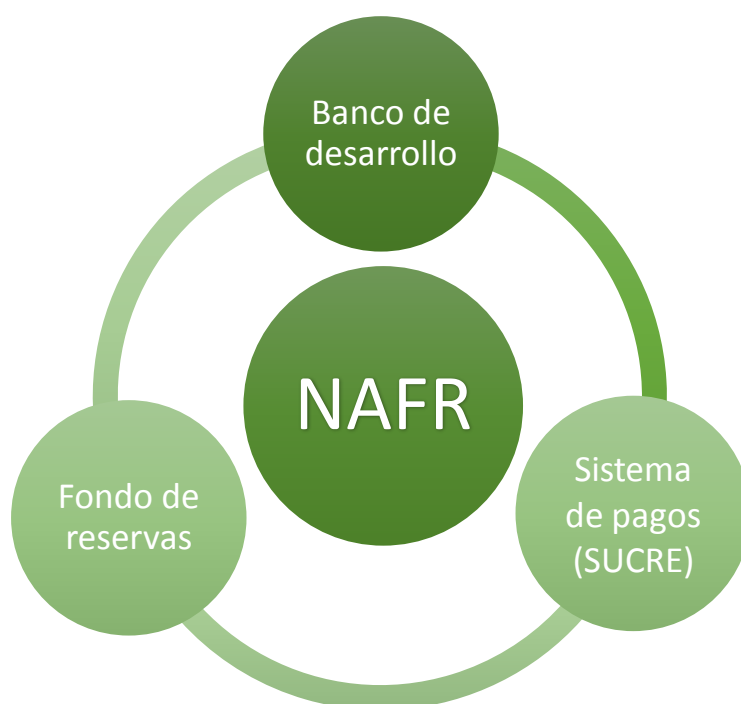 Banco de
desarrollo
NAFR
Fondo de
reservas
Sistema
de pagos
(SUCRE)